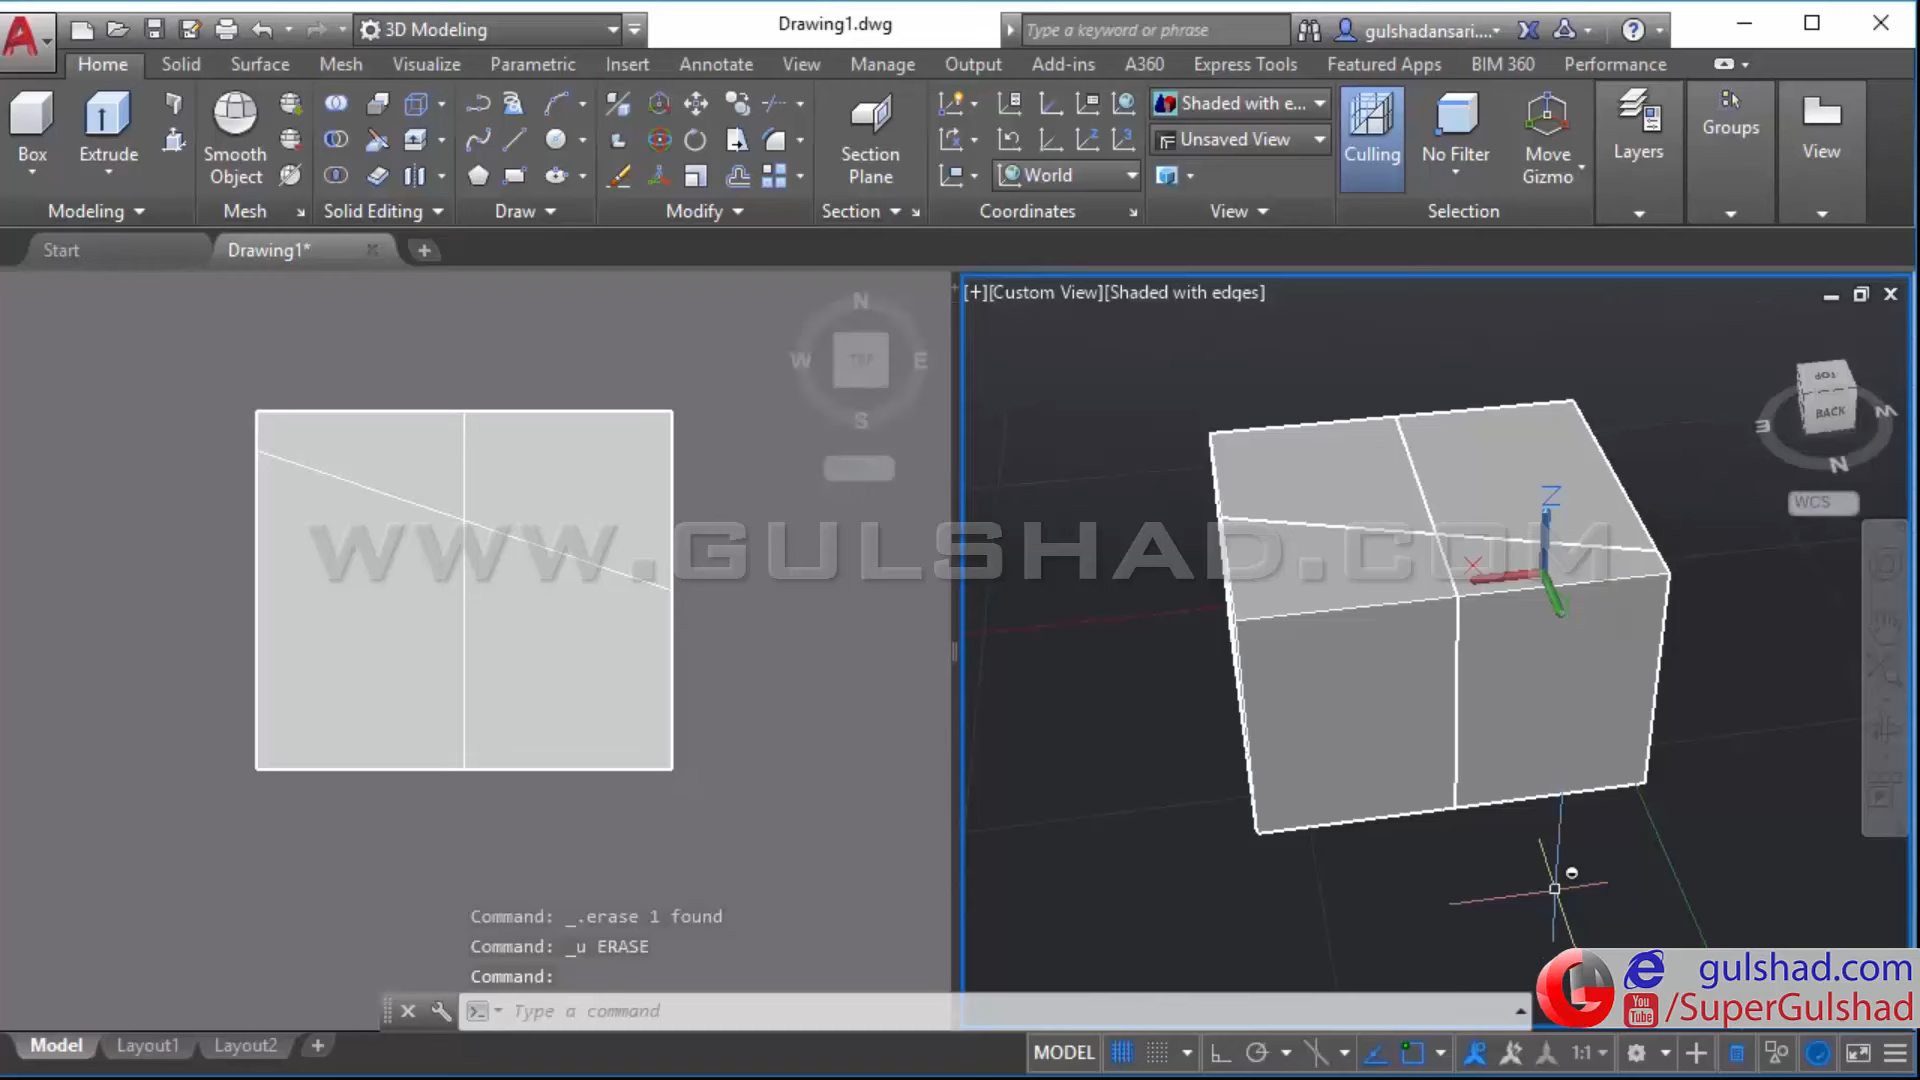 3D Modeling
Drawing1.dwg
Type a keyword or phrase
gulshadansari....
Home Solid Surface Mesh Visualize Parametric Insert Annotate View Manage Output Add-ins A360 Express Tools Featured Apps BIM 360 Performance
Box
Extrude
Smooth Object
Section Plane
World
Shaded with e...
Unsaved View
Culling
No Filter
Move Gizmo
Layers
Groups
View
Modeling Mesh Solid Editing Draw Modify Section Coordinates View Selection
Start
Drawing1*
[+][Custom View][Shaded with edges]
N
W TOP E
S
TOP
BACK
E
W
N
WCS
Z
X
WWW.GULSHAD.COM
Command: _.erase 1 found
Command: _u ERASE
Command:
Type a command
gulshad.com
You Tube /SuperGulshad
Model Layout1 Layout2
MODEL
1:1